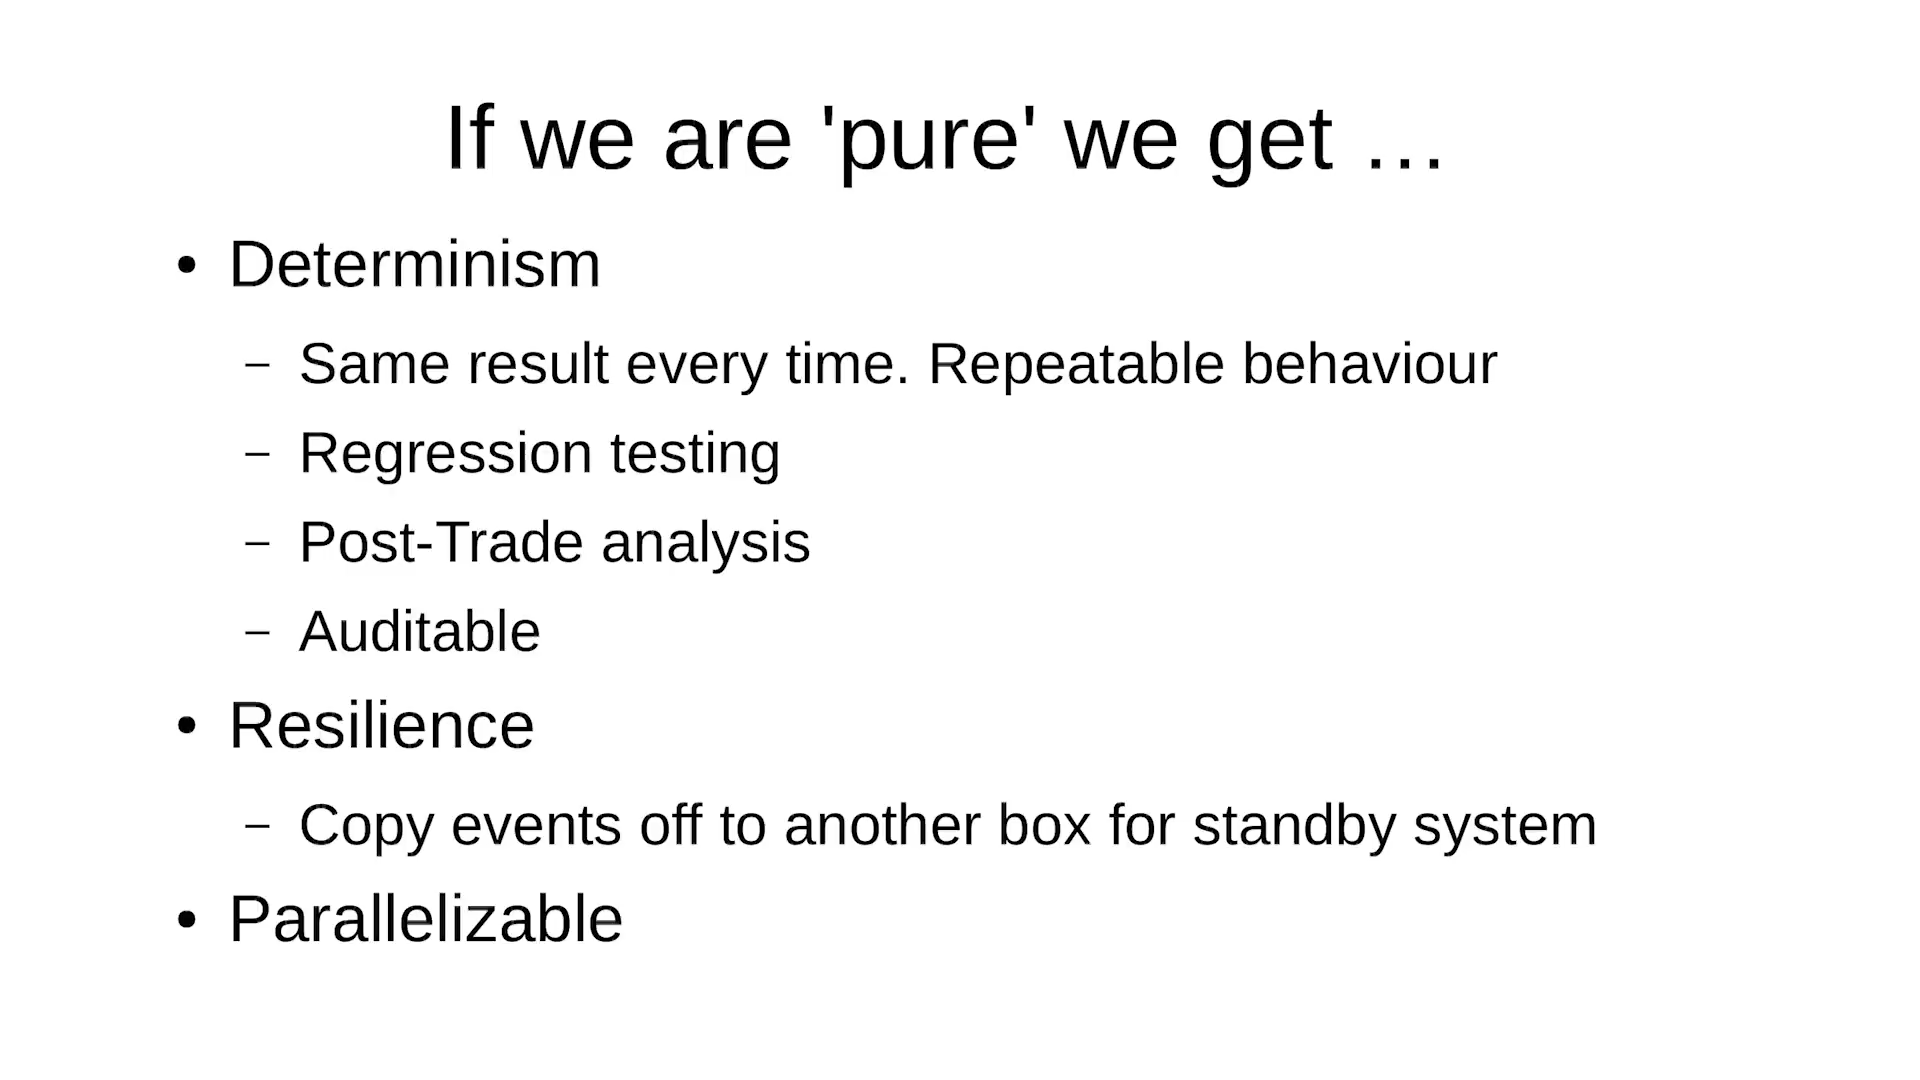 If we are 'pure' we get …
• Determinism
– Same result every time. Repeatable behaviour
– Regression testing
– Post-Trade analysis
– Auditable
• Resilience
– Copy events off to another box for standby system
• Parallelizable